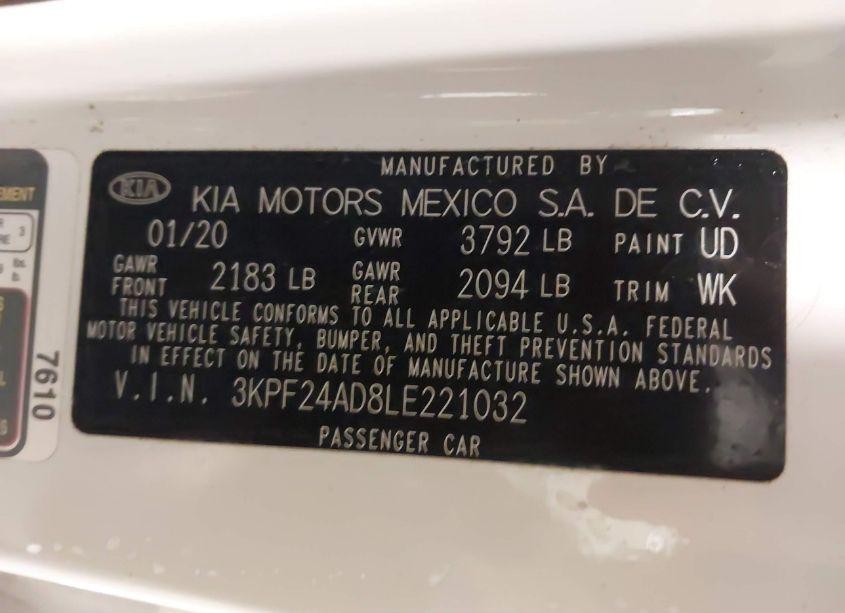 MANUFACTURED BY
KIA KIA MOTORS MEXICO S.A. DE C.V.
01/20 GVWR 3792 LB PAINT UD
GAWR FRONT 2183 LB GAWR REAR 2094 LB TRIM WK
THIS VEHICLE CONFORMS TO ALL APPLICABLE U.S.A. FEDERAL
MOTOR VEHICLE SAFETY, BUMPER, AND THEFT PREVENTION STANDARDS
IN EFFECT ON THE DATE OF MANUFACTURE SHOWN ABOVE.
V.I.N. 3KPF24AD8LE221032
PASSENGER CAR
7610